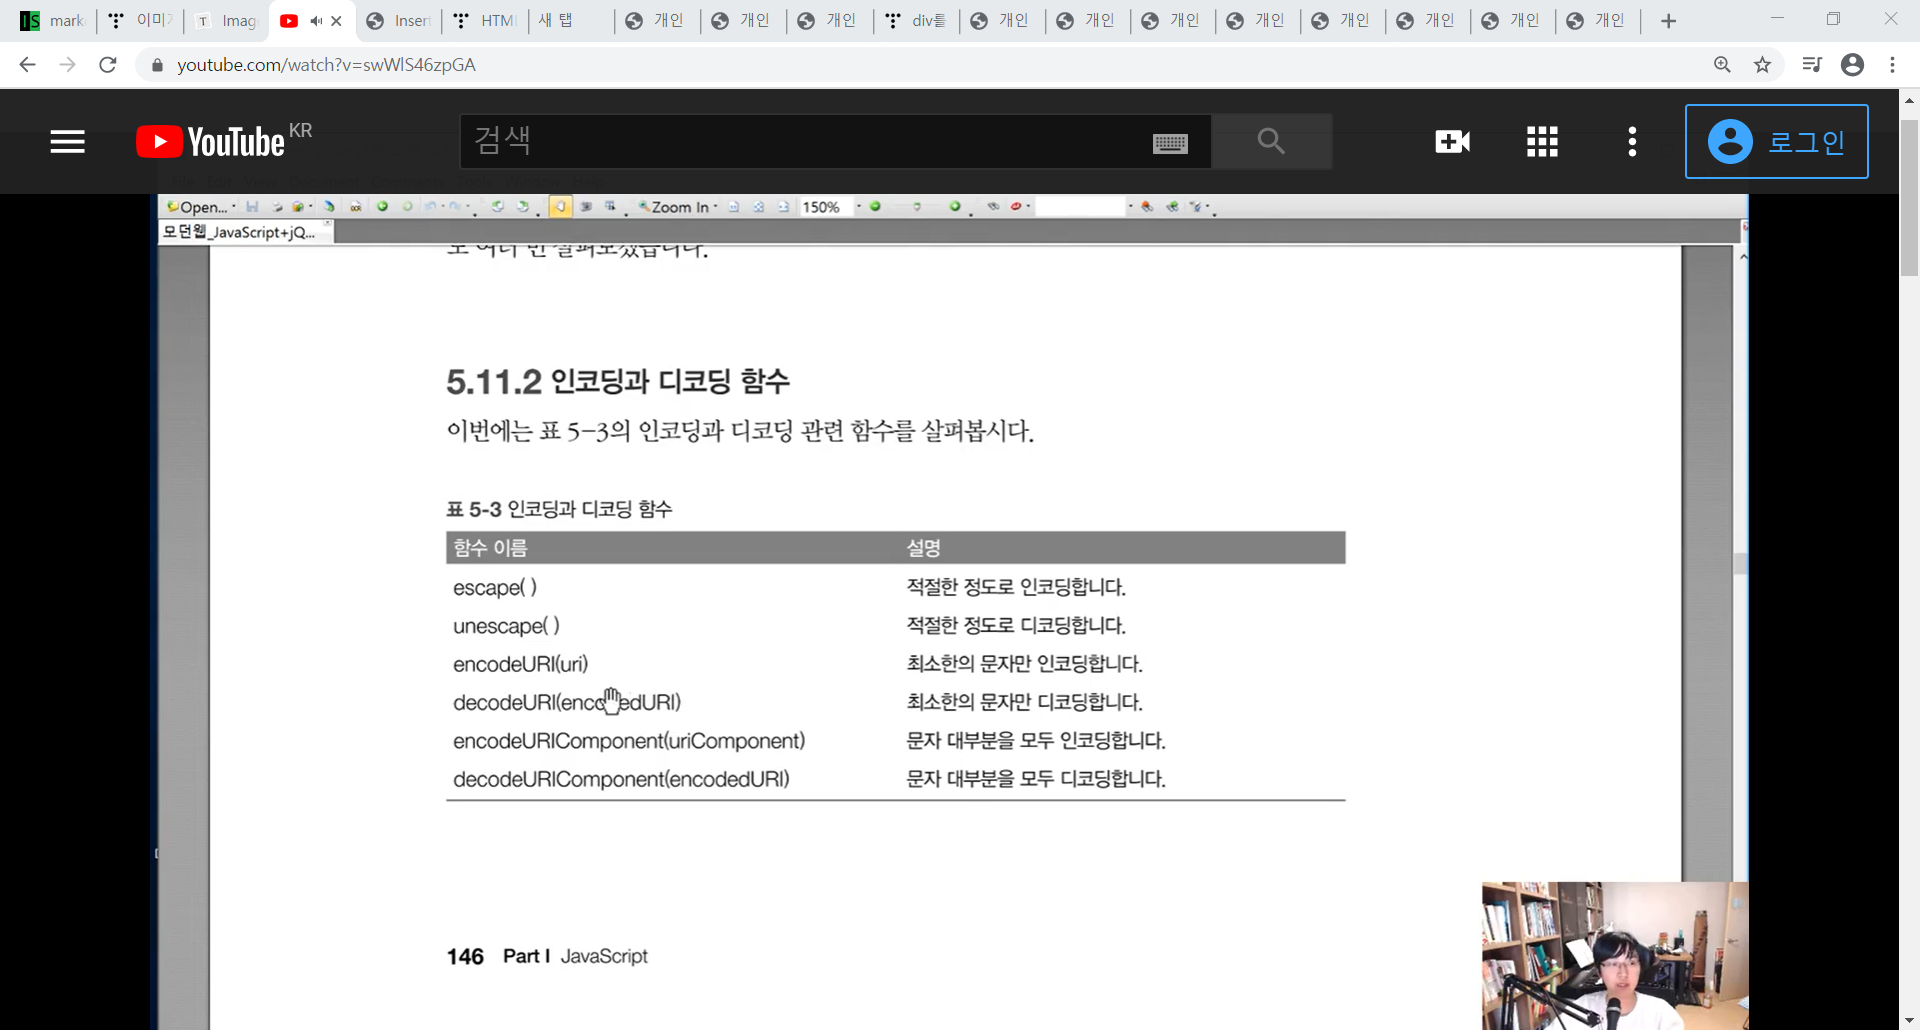 mark
이미
Imag
Inser
HTM
새 탭
개인
개인
개인
div를
개인
개인
개인
개인
개인
개인
개인
개인
youtube.com/watch?v=swWlS46zpGA
YouTube KR
검색
로그인
Open...
Zoom In
150%
모던웹_JavaScript+jQ...
5.11.2 인코딩과 디코딩 함수
이번에는 표 5-3의 인코딩과 디코딩 관련 함수를 살펴봅시다.
표 5-3 인코딩과 디코딩 함수
함수 이름 설명
escape( ) 적절한 정도로 인코딩합니다.
unescape( ) 적절한 정도로 디코딩합니다.
encodeURI(uri) 최소한의 문자만 인코딩합니다.
decodeURI(encodedURI) 최소한의 문자만 디코딩합니다.
encodeURIComponent(uriComponent) 문자 대부분을 모두 인코딩합니다.
decodeURIComponent(encodedURI) 문자 대부분을 모두 디코딩합니다.
146 Part I JavaScript